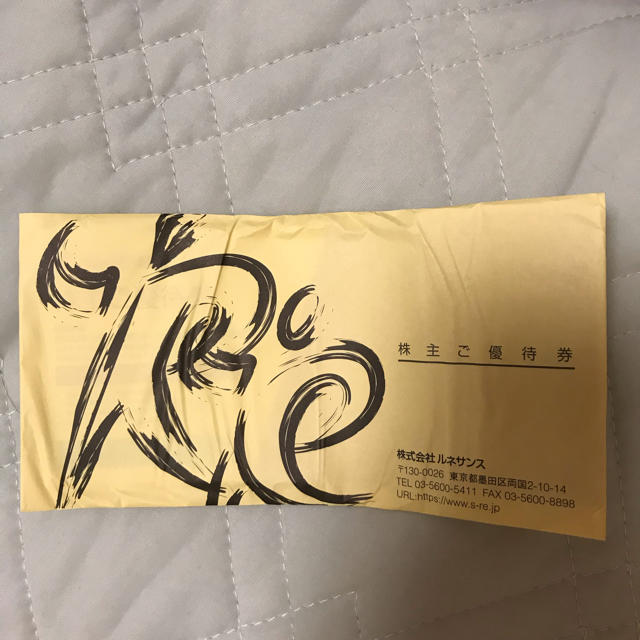 株主ご優待券
株式会社 ルネサンス
〒130-0026 東京都墨田区両国2-10-14
TEL 03-5600-5411 FAX 03-5600-8898
URL:https://www.s-re.jp